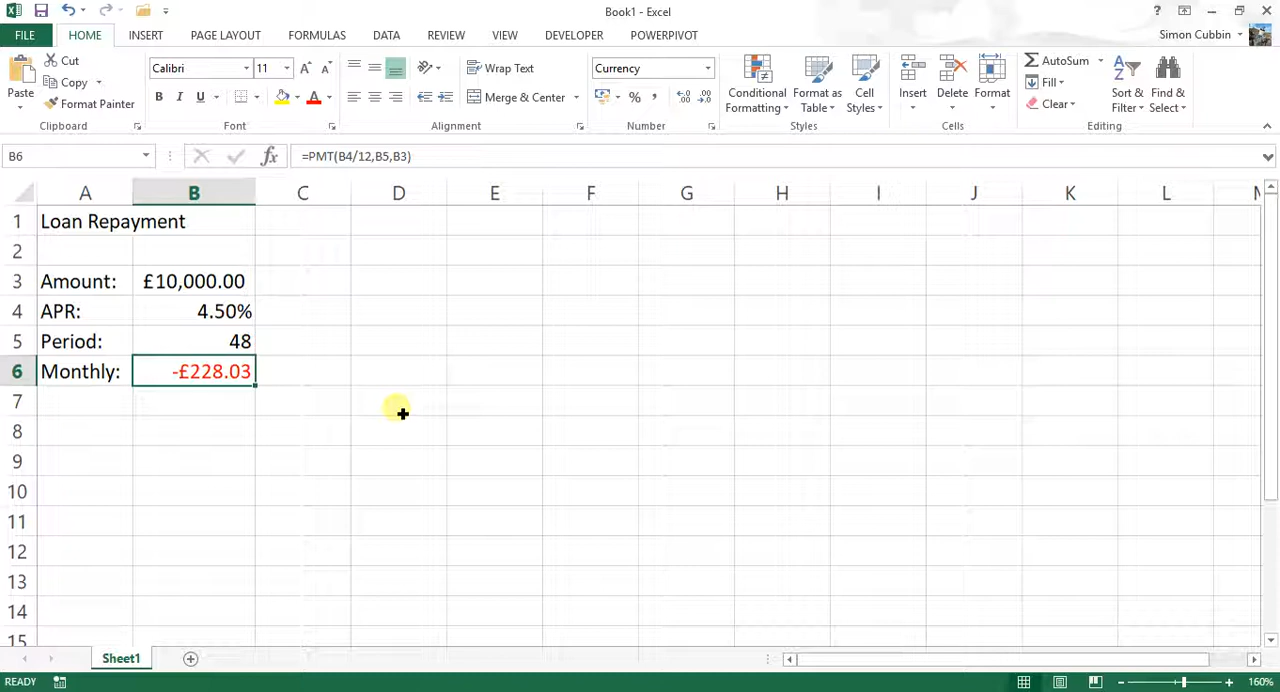 Book1 - Excel
?
FILE HOME INSERT PAGE LAYOUT FORMULAS DATA REVIEW VIEW DEVELOPER POWERPIVOT Simon Cubbin
Paste
Cut
Copy
Format Painter
Clipboard
Calibri 11
B I U
Font
Wrap Text
Merge & Center
Alignment
Currency
%
Number
Conditional
Formatting
Format as
Table
Cell
Styles
Styles
Insert
Delete
Format
Cells
AutoSum
Fill
Clear
Sort &
Filter
Find &
Select
Editing
B6 fx =PMT(B4/12,B5,B3)
A B C D E F G H I J K L
1 Loan Repayment
2
3 Amount: £10,000.00
4 APR: 4.50%
5 Period: 48
6 Monthly: -£228.03
7
8
9
10
11
12
13
14
15
Sheet1
READY 160%